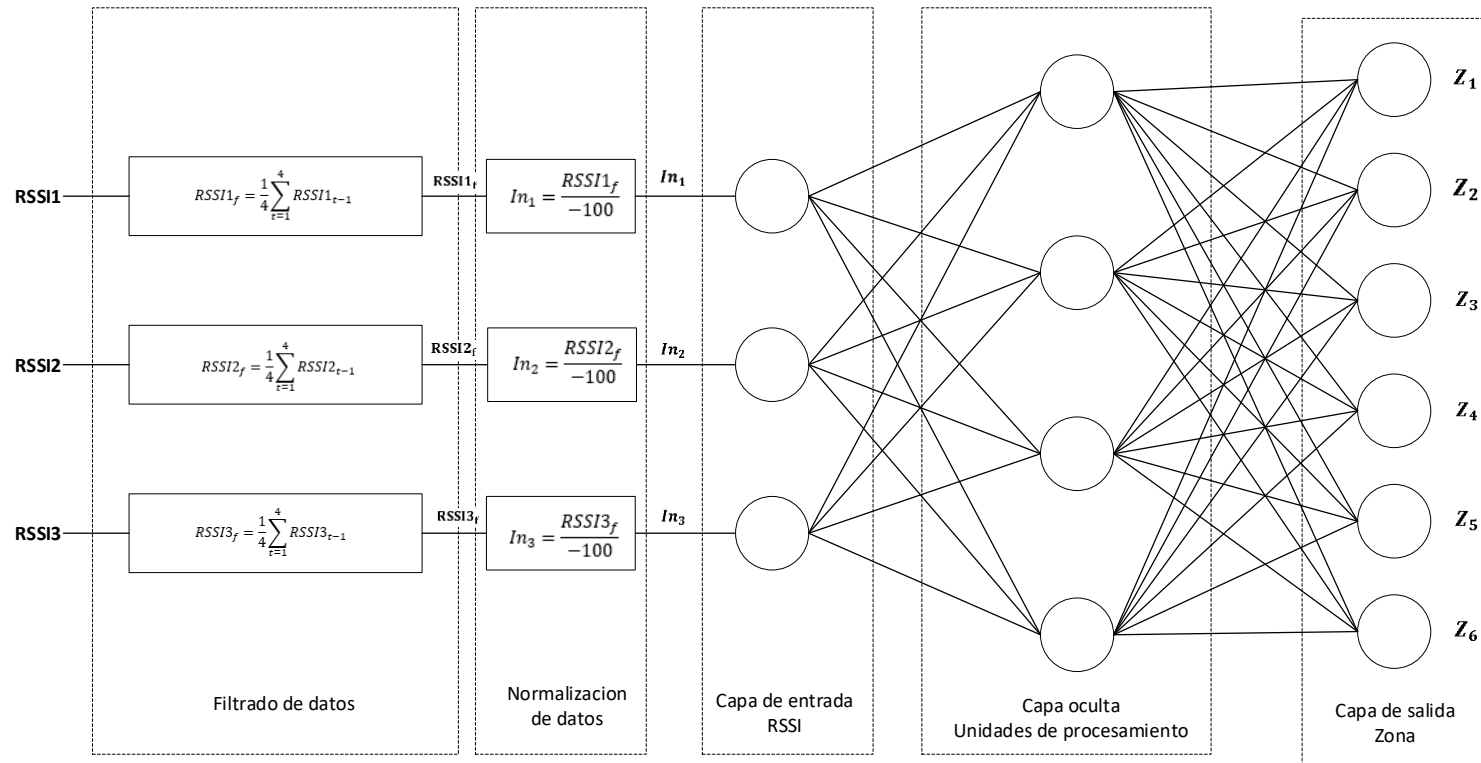 RSSI1
RSSI1_f = 1/4 ∑_{t=1}^{4} RSSI1_{t−1}
RSSI1_f
In_1 = RSSI1_f / −100
In_1
Z_1
Z_2
Z_3
RSSI2
RSSI2_f = 1/4 ∑_{t=1}^{4} RSSI2_{t−1}
RSSI2_f
In_2 = RSSI2_f / −100
In_2
Z_4
RSSI3
RSSI3_f = 1/4 ∑_{t=1}^{4} RSSI3_{t−1}
RSSI3_f
In_3 = RSSI3_f / −100
In_3
Z_5
Z_6
Filtrado de datos
Normalizacion
de datos
Capa de entrada
RSSI
Capa oculta
Unidades de procesamiento
Capa de salida
Zona